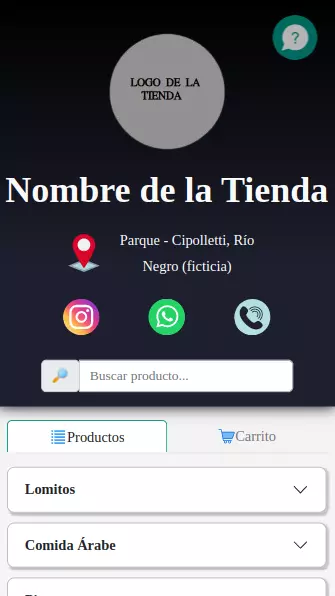 ?
LOGO DE LA
TIENDA
Nombre de la Tienda
Parque - Cipolletti, Río
Negro (ficticia)
Buscar producto...
Productos
Carrito
Lomitos
Comida Árabe